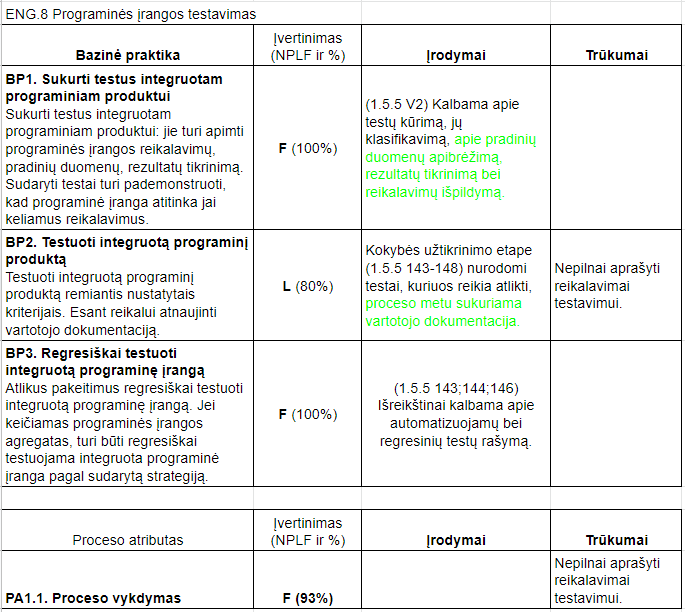 ENG.8 Programinės įrangos testavimas
Bazinė praktika
Įvertinimas
(NPLF ir %)
Įrodymai
Trūkumai
BP1. Sukurti testus integruotam
programiniam produktui
Sukurti testus integruotam
programiniam produktui: jie turi apimti
programinės įrangos reikalavimų,
pradinių duomenų, rezultatų tikrinimą.
Sudaryti testai turi pademonstruoti,
kad programinė įranga atitinka jai
keliamus reikalavimus.
F (100%)
(1.5.5 V2) Kalbama apie
testų kūrimą, jų
klasifikavimą, apie pradinių
duomenų apibrėžimą,
rezultatų tikrinimą bei
reikalavimų išpildymą.
BP2. Testuoti integruotą programinį
produktą
Testuoti integruotą programinį
produktą remiantis nustatytais
kriterijais. Esant reikalui atnaujinti
vartotojo dokumentaciją.
L (80%)
Kokybės užtikrinimo etape
(1.5.5 143-148) nurodomi
testai, kuriuos reikia atlikti,
proceso metu sukuriama
vartotojo dokumentacija.
Nepilnai aprašyti
reikalavimai
testavimui.
BP3. Regresiškai testuoti
integruotą programinę įrangą
Atlikus pakeitimus regresiškai testuoti
integruotą programinę įrangą. Jei
keičiamas programinės įrangos
agregatas, turi būti regresiškai
testuojama integruota programinė
įranga pagal sudarytą strategiją.
F (100%)
(1.5.5 143;144;146)
Išreikštinai kalbama apie
automatizuojamų bei
regresinių testų rašymą.
Proceso atributas
Įvertinimas
(NPLF ir %)
Įrodymai
Trūkumai
PA1.1. Proceso vykdymas
F (93%)
Nepilnai aprašyti
reikalavimai
testavimui.